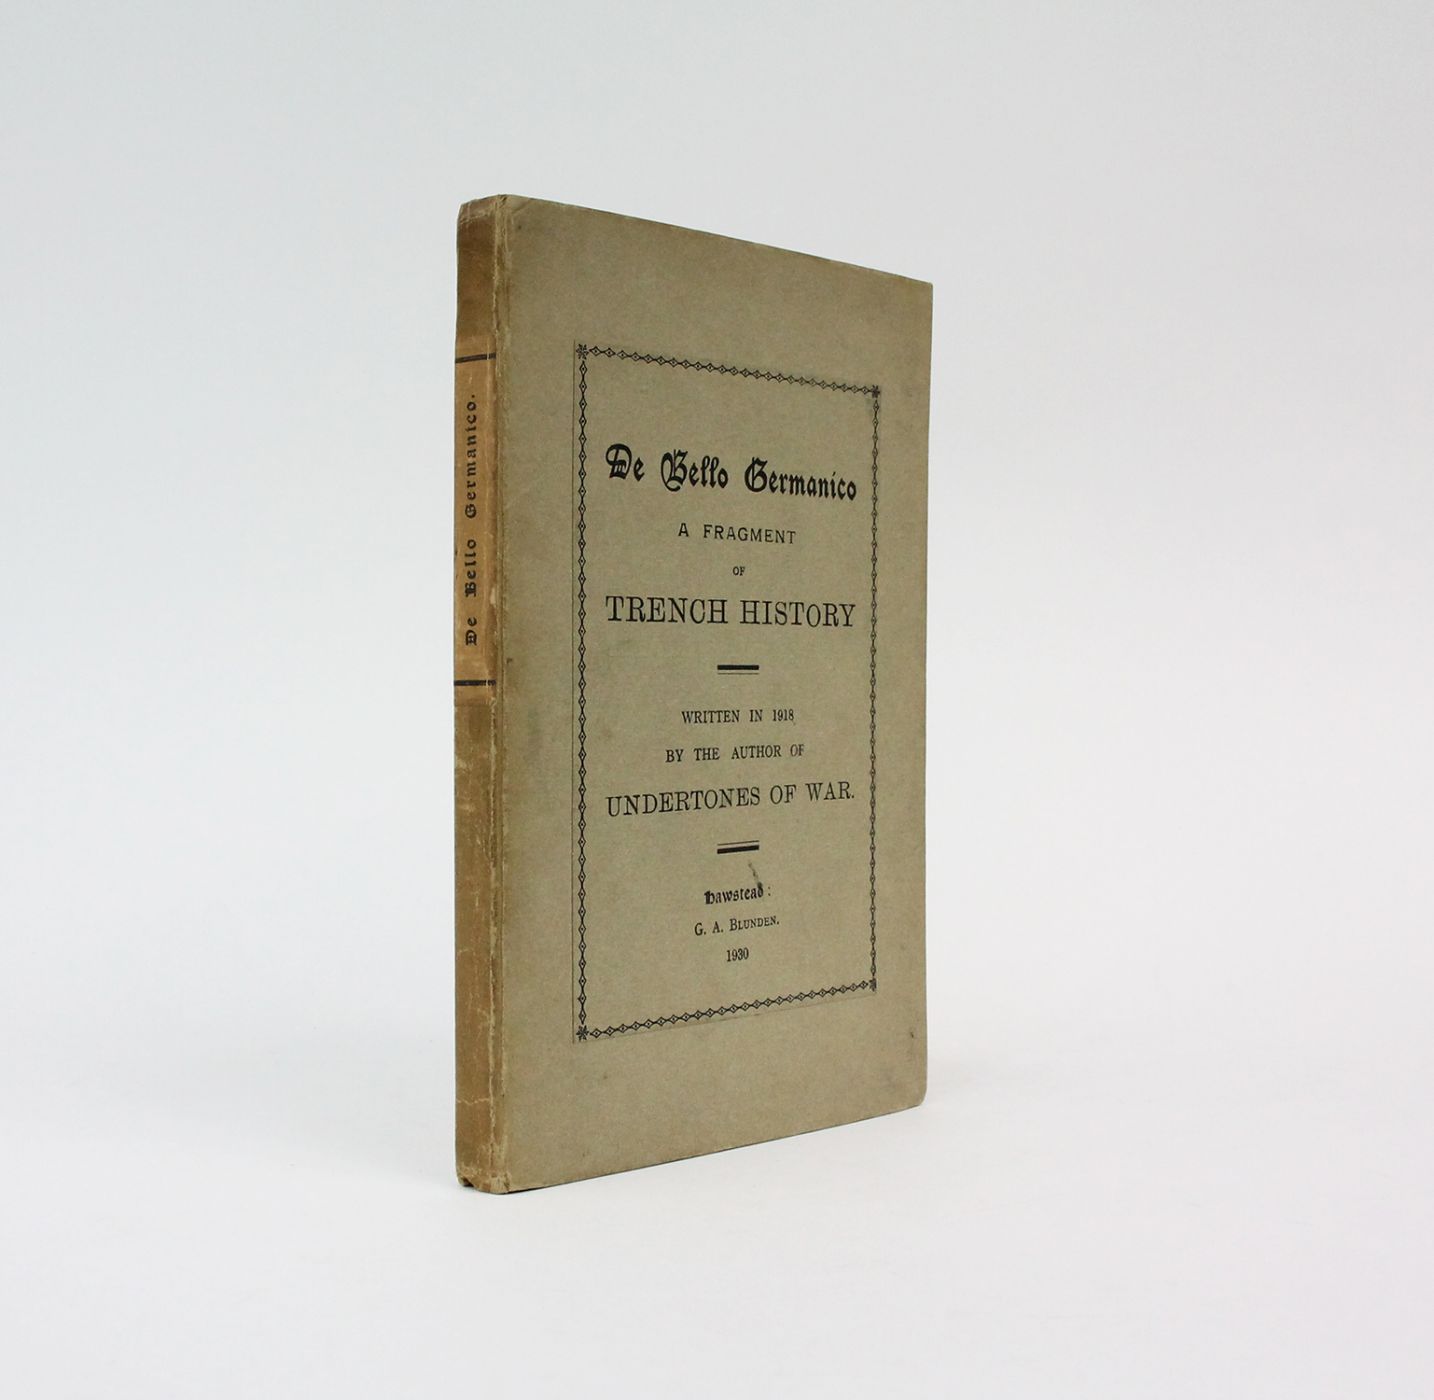 De Bello Germanico.
De Bello Germanico
A FRAGMENT
OF
TRENCH HISTORY
WRITTEN IN 1918
BY THE AUTHOR OF
UNDERTONES OF WAR.
Hawstead:
G. A. BLUNDEN.
1930